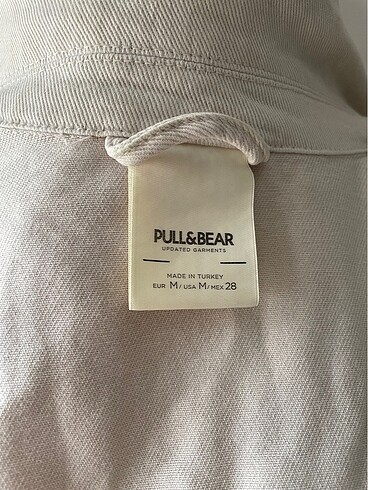 PULL&BEAR
UPDATED GARMENTS
MADE IN TURKEY
EUR M/ USA M/ MEX 28